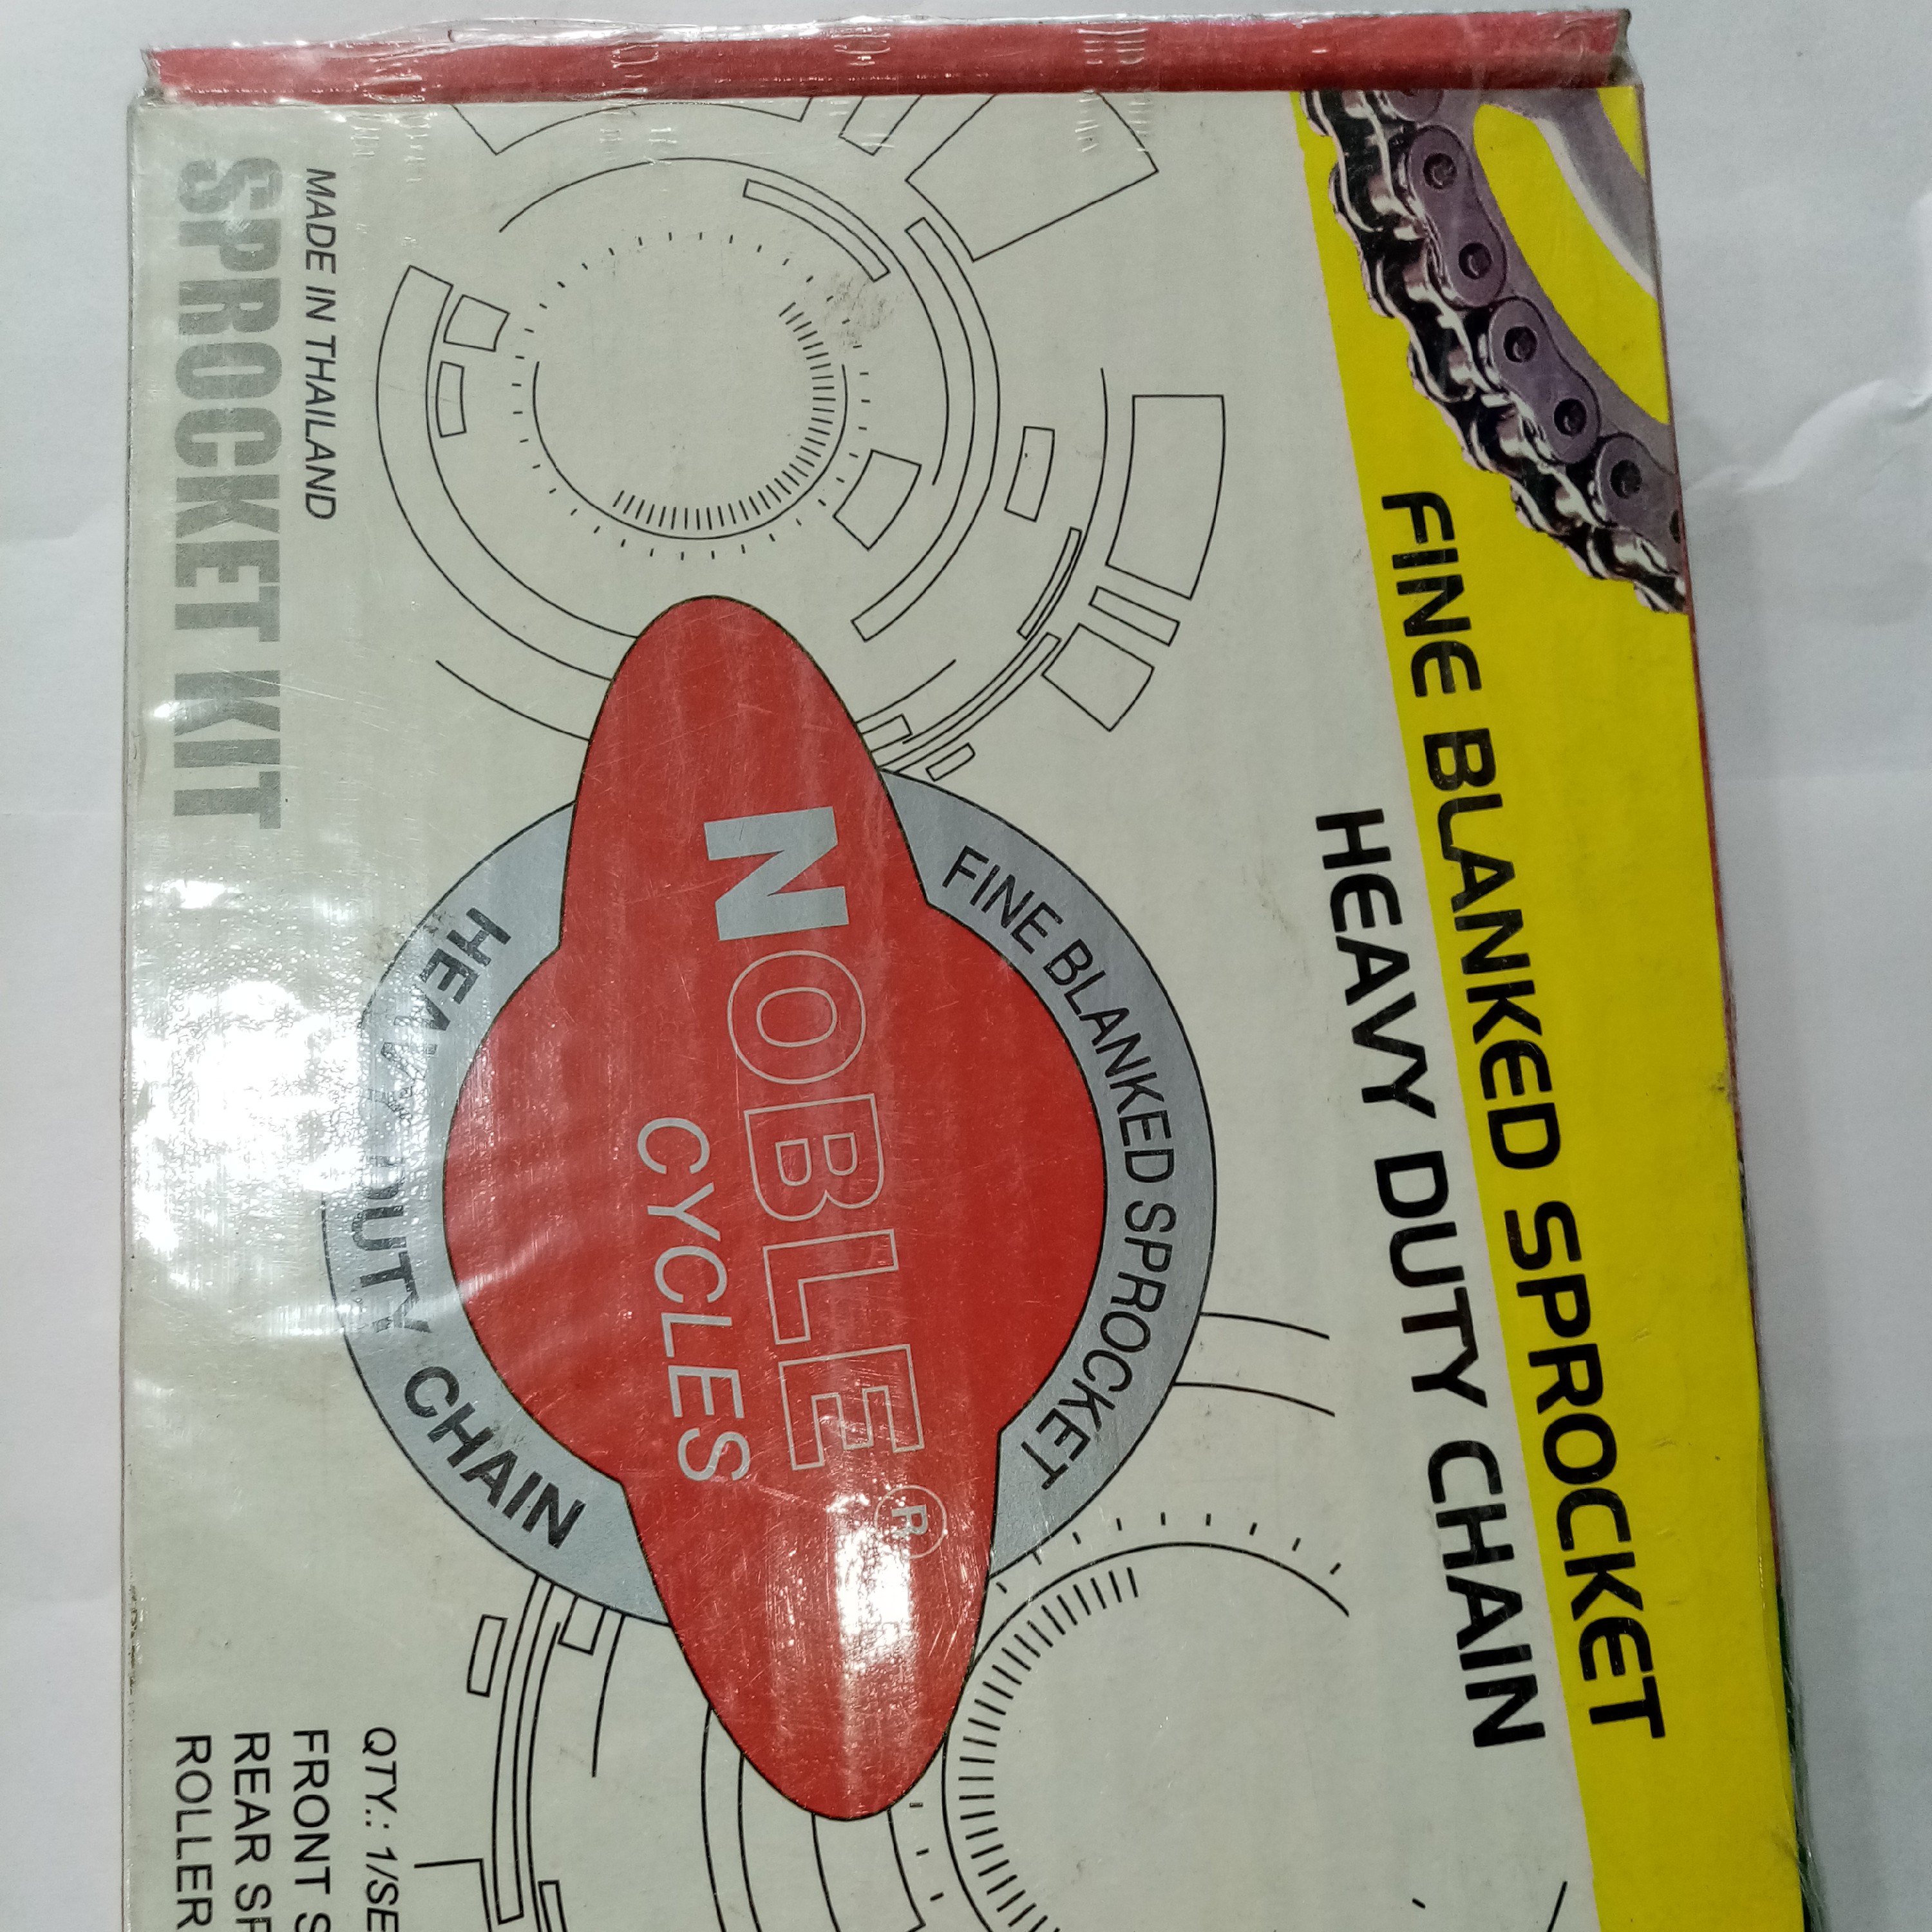 FINE BLANKED SPROCKET
HEAVY DUTY CHAIN
FINE BLANKED SPROCKET
NOBLE®
CYCLES
HEAVY DUTY CHAIN
MADE IN THAILAND
SPROCKET KIT
QTY.: 1/SE
FRONT S
REAR SP
ROLLER